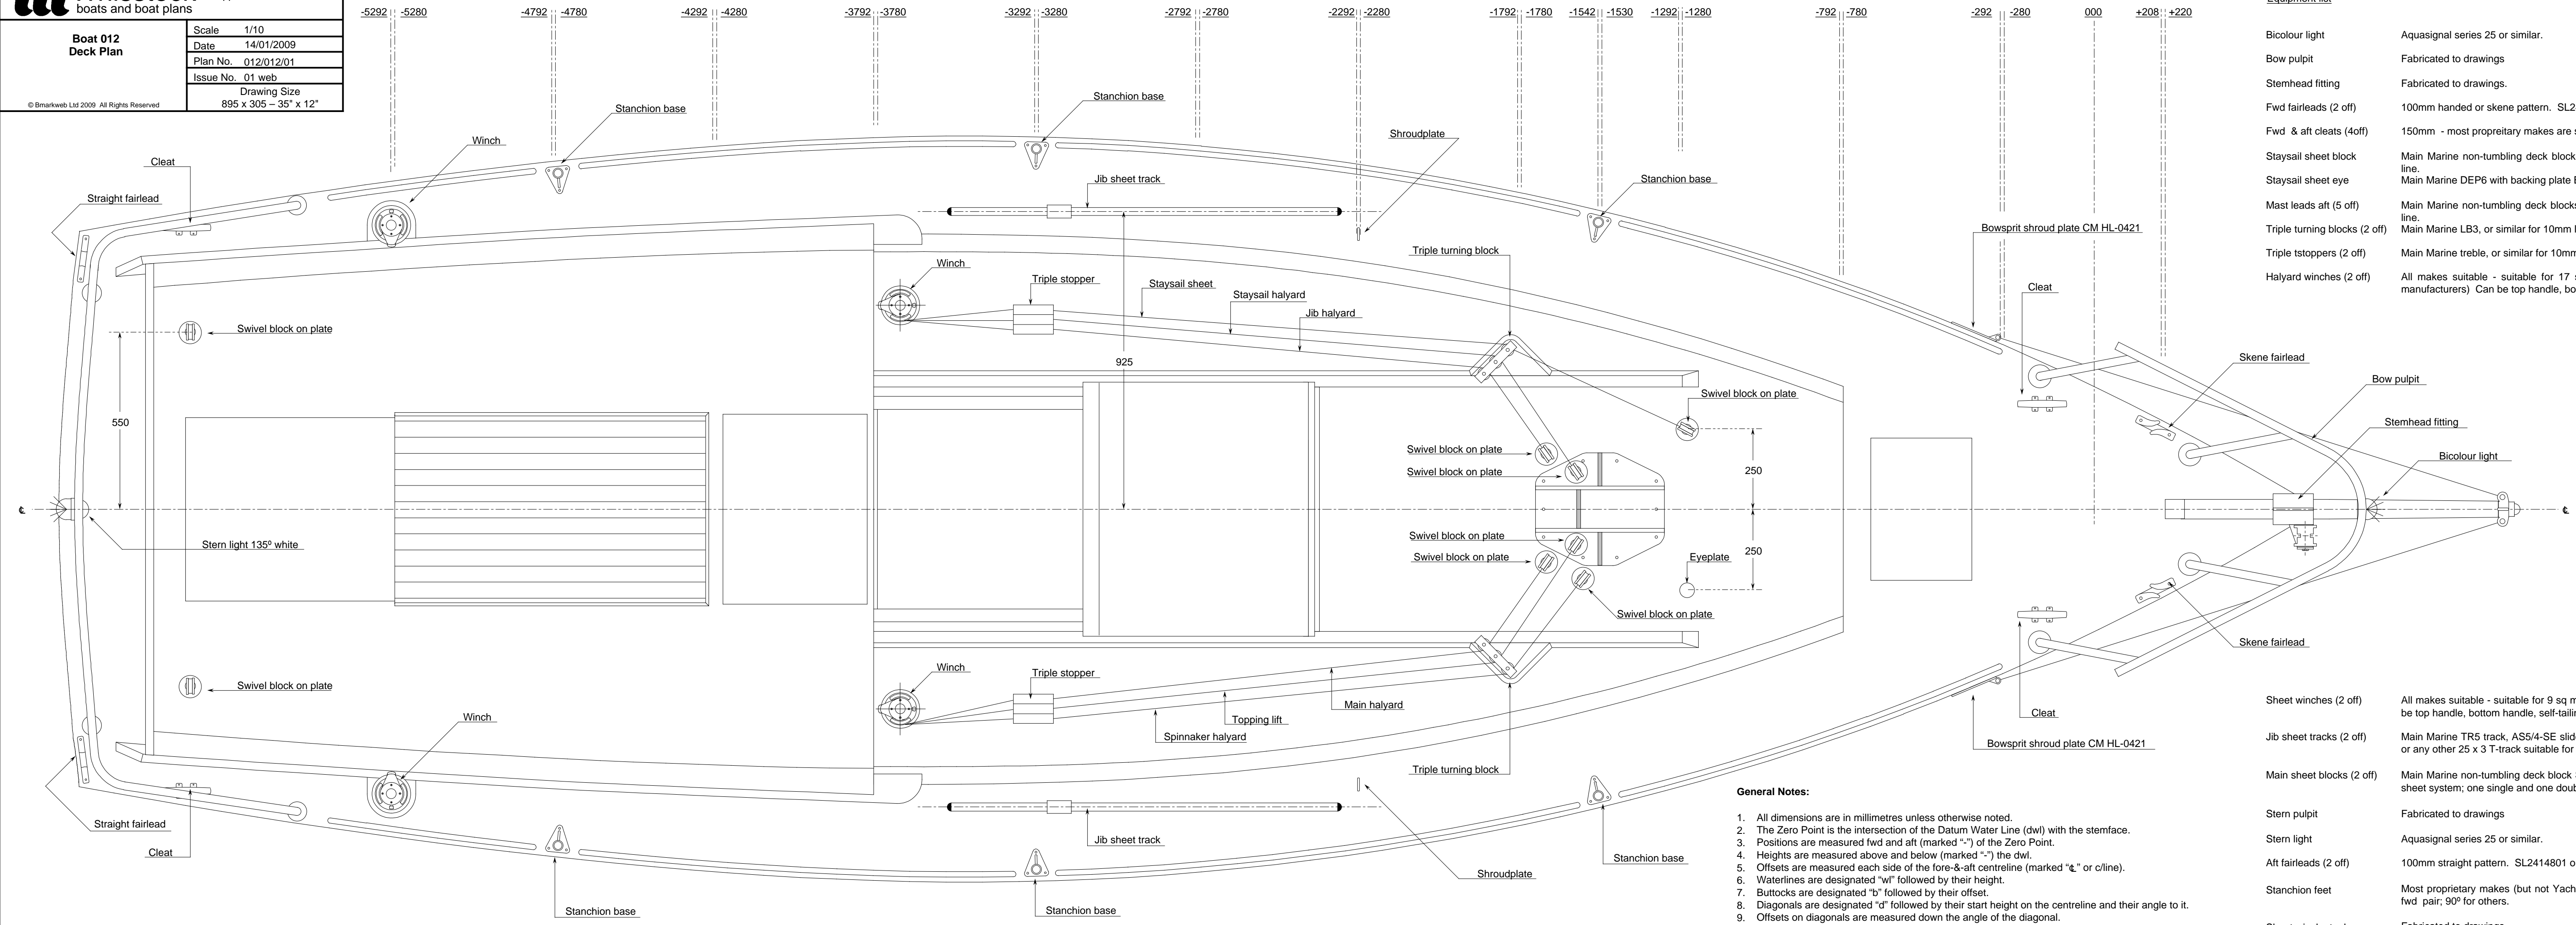 boats and boat plans
Boat 012
Deck Plan
© Bmarkweb Ltd 2009 All Rights Reserved
Scale 1/10
Date 14/01/2009
Plan No. 012/012/01
Issue No. 01 web
Drawing Size
895 x 305 – 35" x 12"
-5292 -5280
-4792 -4780
-4292 -4280
-3792 -3780
-3292 -3280
-2792 -2780
-2292 -2280
-1792 -1780
-1542 -1530
-1292 -1280
-792 -780
-292 -280
000
+208 +220
Stanchion base
Stanchion base
Winch
Shroudplate
Cleat
Jib sheet track
Stanchion base
Straight fairlead
Bowsprit shroud plate CM HL-0421
Triple turning block
Winch
Triple stopper
Staysail sheet
Staysail halyard
Jib halyard
Cleat
Swivel block on plate
925
Skene fairlead
Bow pulpit
Swivel block on plate
550
Stemhead fitting
Swivel block on plate
Swivel block on plate
250
Bicolour light
℄
℄
Stern light 135º white
Swivel block on plate
Swivel block on plate
Eyeplate
250
Swivel block on plate
Skene fairlead
Winch
Triple stopper
Swivel block on plate
Main halyard
Topping lift
Spinnaker halyard
Winch
Cleat
Bowsprit shroud plate CM HL-0421
Triple turning block
Straight fairlead
Jib sheet track
Cleat
Stanchion base
Shroudplate
Stanchion base
Stanchion base
General Notes:
1. All dimensions are in millimetres unless otherwise noted.
2. The Zero Point is the intersection of the Datum Water Line (dwl) with the stemface.
3. Positions are measured fwd and aft (marked “-”) of the Zero Point.
4. Heights are measured above and below (marked “-”) the dwl.
5. Offsets are measured each side of the fore-&-aft centreline (marked “℄” or c/line).
6. Waterlines are designated “wl” followed by their height.
7. Buttocks are designated “b” followed by their offset.
8. Diagonals are designated “d” followed by their start height on the centreline and their angle to it.
9. Offsets on diagonals are measured down the angle of the diagonal.
Equipment list
Bicolour light Aquasignal series 25 or similar.
Bow pulpit Fabricated to drawings
Stemhead fitting Fabricated to drawings.
Fwd fairleads (2 off) 100mm handed or skene pattern. SL2
Fwd & aft cleats (4off) 150mm - most propreitary makes are
Staysail sheet block Main Marine non-tumbling deck block
line.
Staysail sheet eye Main Marine DEP6 with backing plate
Mast leads aft (5 off) Main Marine non-tumbling deck blocks
line.
Triple turning blocks (2 off) Main Marine LB3, or similar for 10mm
Triple tstoppers (2 off) Main Marine treble, or similar for 10mm
Halyard winches (2 off) All makes suitable - suitable for 17
manufacturers) Can be top handle,
Sheet winches (2 off) All makes suitable - suitable for 9 sq
be top handle, bottom handle,
Jib sheet tracks (2 off) Main Marine TR5 track, AS5/4-SE
or any other 25 x 3 T-track suitable for
Main sheet blocks (2 off) Main Marine non-tumbling deck block
sheet system; one single and one
Stern pulpit Fabricated to drawings
Stern light Aquasignal series 25 or similar.
Aft fairleads (2 off) 100mm straight pattern. SL2414801
Stanchion feet Most proprietary makes (but not
fwd pair; 90º for others.